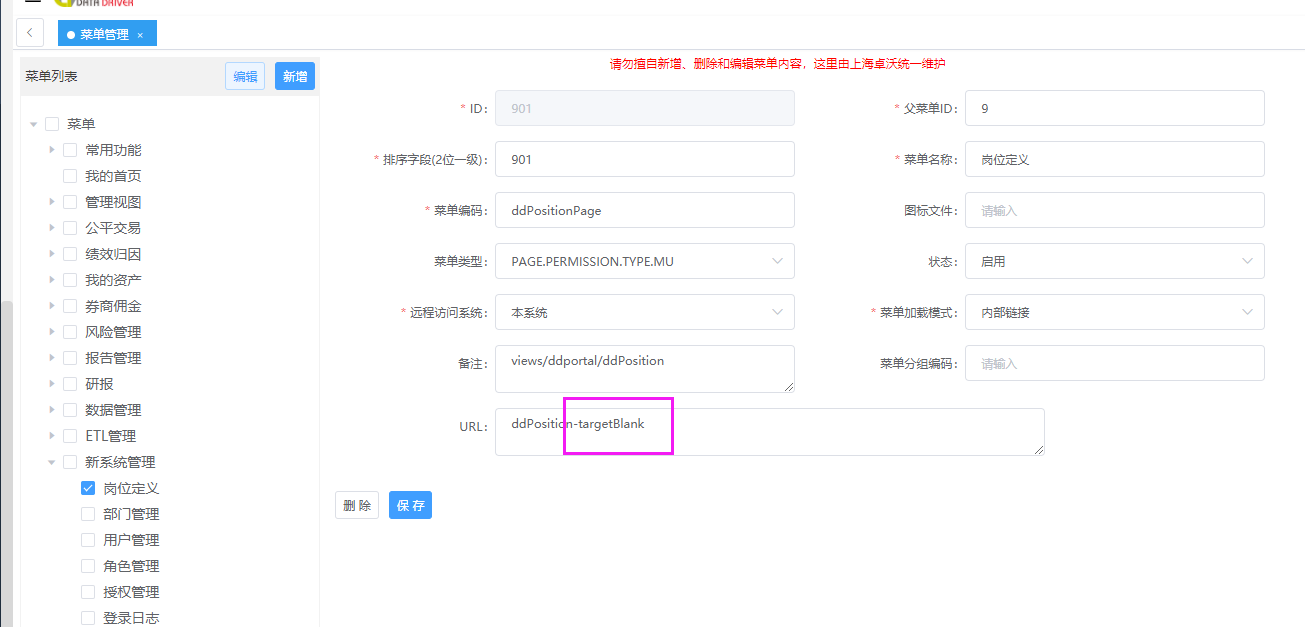 DATA DRIVER
菜单管理 ×
菜单列表
编辑
新增
请勿擅自新增、删除和编辑菜单内容，这里由上海卓沃统一维护
菜单
常用功能
我的首页
管理视图
公平交易
绩效归因
我的资产
券商佣金
风险管理
报告管理
研报
数据管理
ETL管理
新系统管理
岗位定义
部门管理
用户管理
角色管理
授权管理
登录日志
* ID: 901
* 父菜单ID: 9
* 排序字段(2位一级): 901
* 菜单名称: 岗位定义
* 菜单编码: ddPositionPage
图标文件: 请输入
菜单类型: PAGE.PERMISSION.TYPE.MU
状态: 启用
* 远程访问系统: 本系统
* 菜单加载模式: 内部链接
备注: views/ddportal/ddPosition
菜单分组编码: 请输入
URL: ddPosition-targetBlank
删 除
保 存